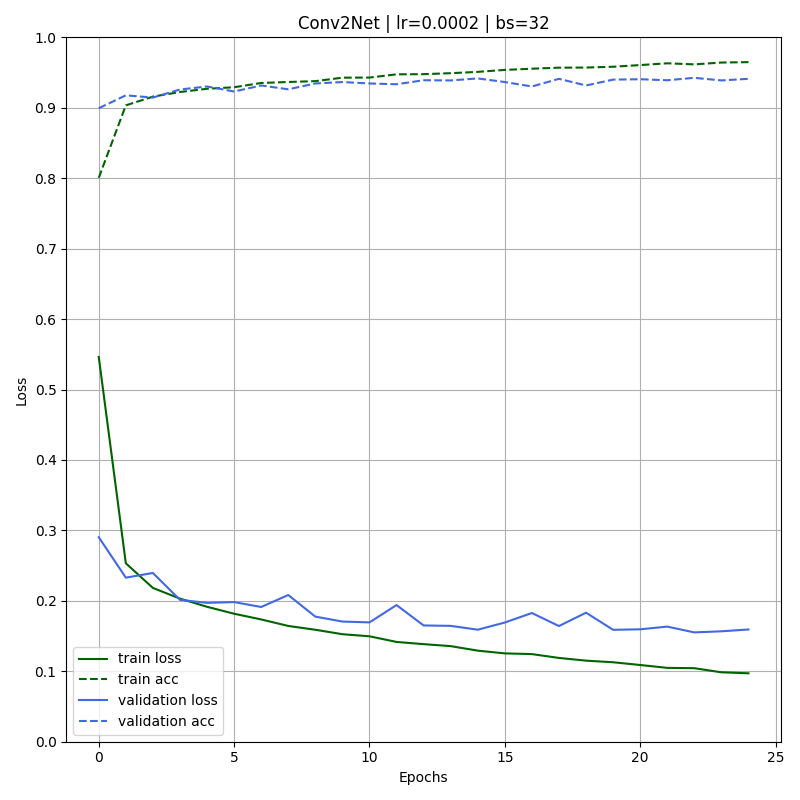 Conv2Net | lr=0.0002 | bs=32
1.0
0.9
0.8
0.7
0.6
0.5
0.4
0.3
0.2
0.1
0.0
Loss
train loss
train acc
validation loss
validation acc
0 5 10 15 20 25
Epochs